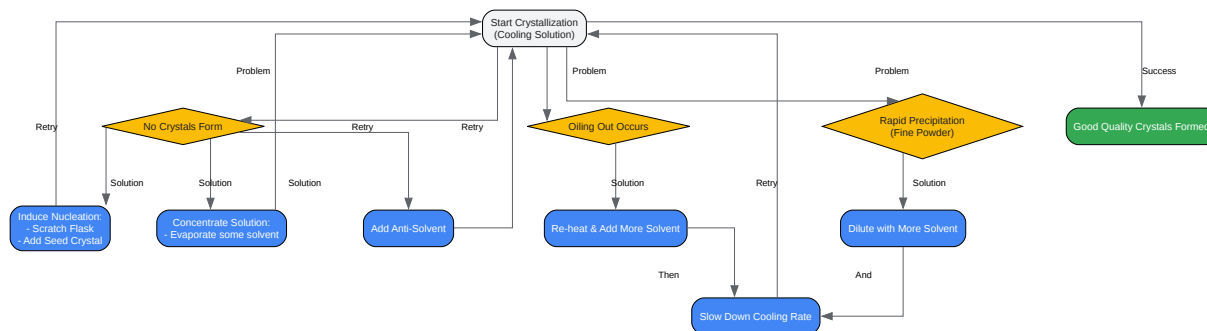 Start Crystallization
(Cooling Solution)
Problem
Problem
Problem
Success
No Crystals Form
Oiling Out Occurs
Rapid Precipitation
(Fine Powder)
Good Quality Crystals Formed
Retry
Retry
Retry
Solution
Solution
Solution
Solution
Retry
Solution
Induce Nucleation:
- Scratch Flask
- Add Seed Crystal
Concentrate Solution:
- Evaporate some solvent
Add Anti-Solvent
Re-heat & Add More Solvent
Dilute with More Solvent
Then
And
Slow Down Cooling Rate